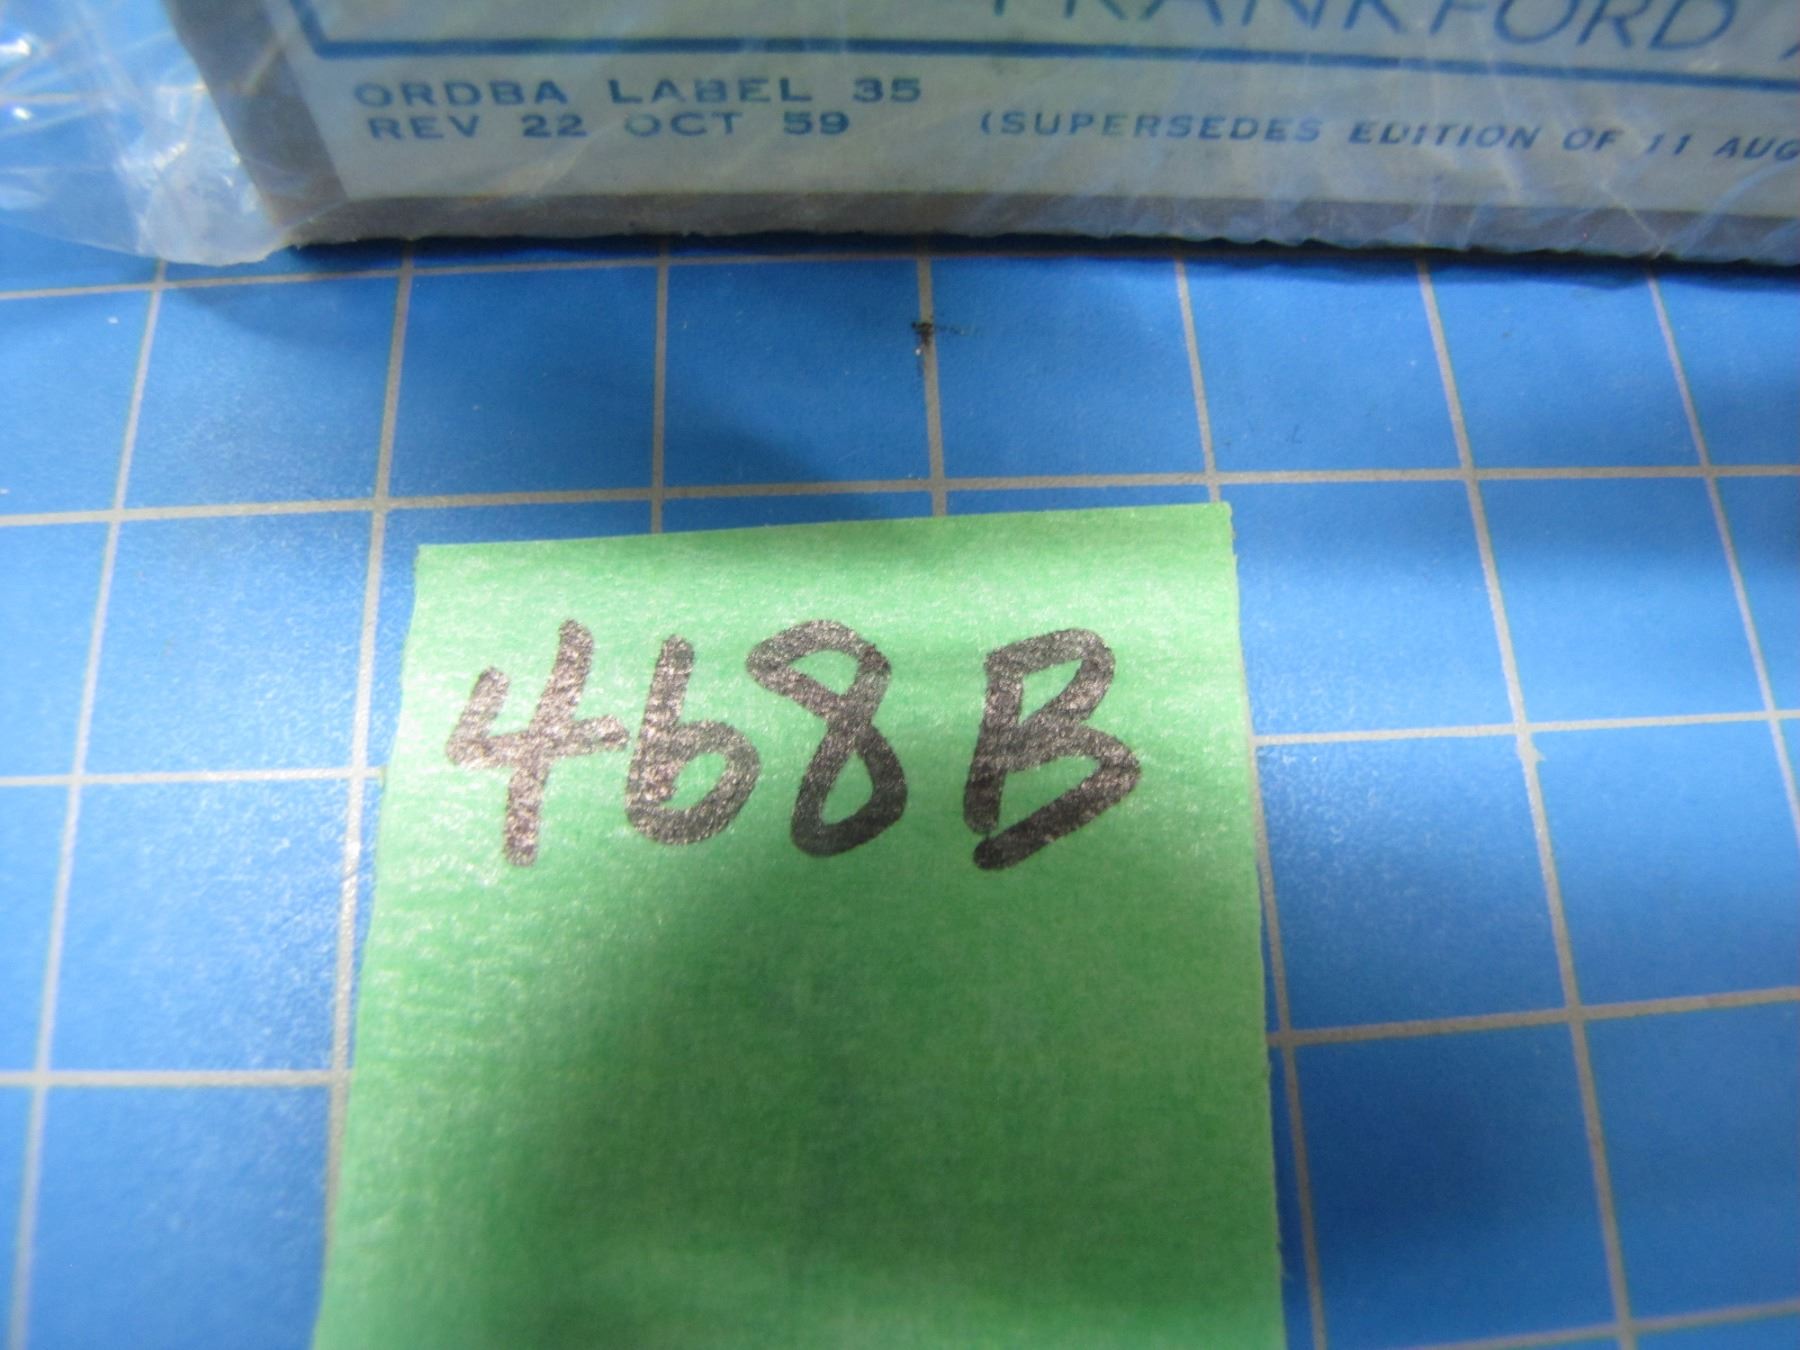 FRANKFORD
ORDBA LABEL 35
REV 22 OCT 59
(SUPERSEDES EDITION OF 11 AUG
468B